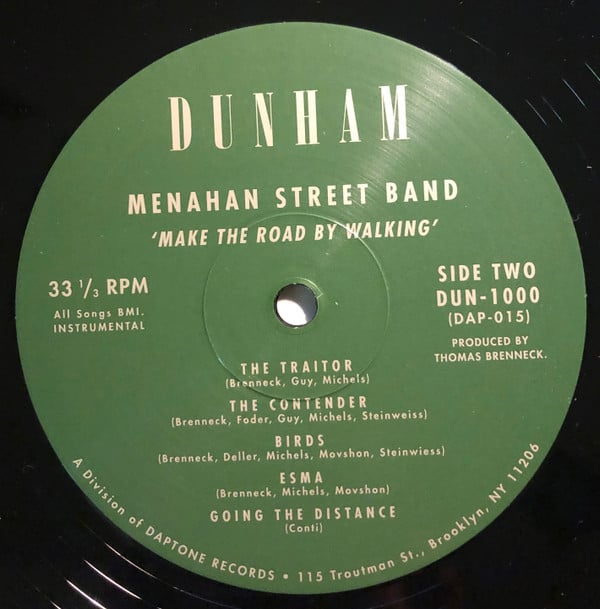 DUNHAM
MENAHAN STREET BAND
'MAKE THE ROAD BY WALKING'
33 1/3 RPM
All Songs BMI.
INSTRUMENTAL
SIDE TWO
DUN-1000
(DAP-015)
PRODUCED BY
THOMAS BRENNECK.
THE TRAITOR
(Brenneck, Guy, Michels)
THE CONTENDER
(Brenneck, Foder, Guy, Michels, Steinweiss)
BIRDS
(Brenneck, Deller, Michels, Movshon, Stenwiess)
ESMA
(Brenneck, Michels, Movshon)
GOING THE DISTANCE
(Conti)
A Division of DAPTONE RECORDS • 115 Troutman St., Brooklyn, NY 11206